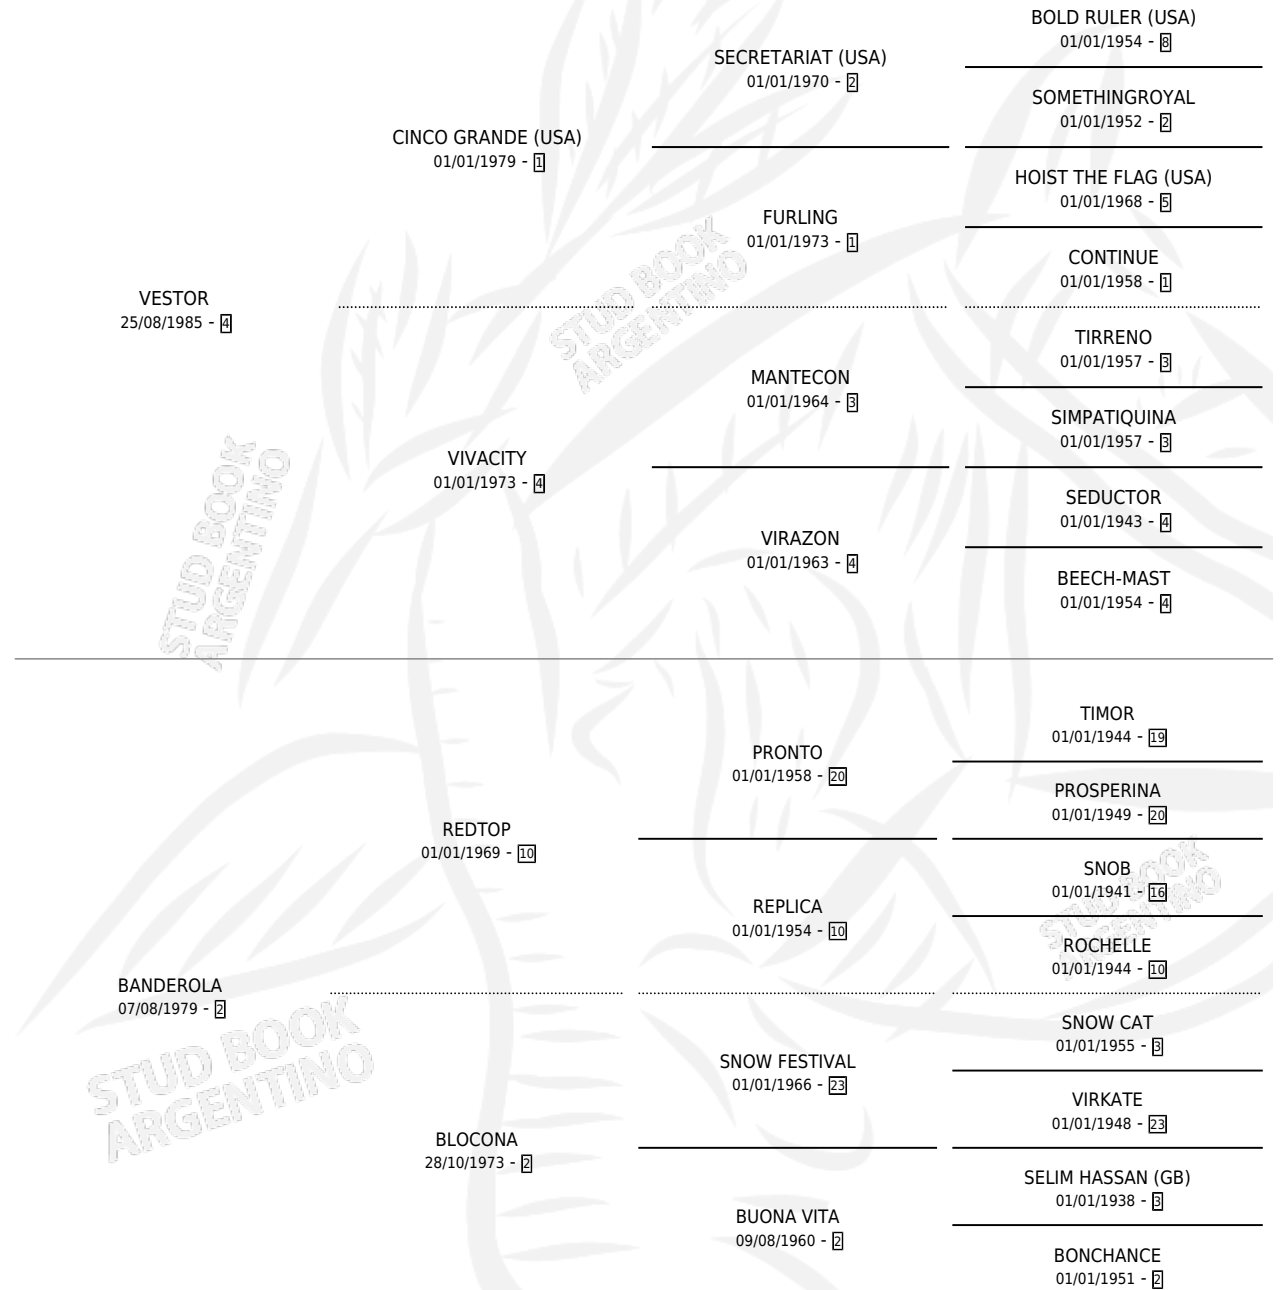 BOLD RULER (USA)
01/01/1954 - 8
SECRETARIAT (USA)
01/01/1970 - 2
SOMETHINGROYAL
01/01/1952 - 2
CINCO GRANDE (USA)
01/01/1979 - 1
HOIST THE FLAG (USA)
01/01/1968 - 5
FURLING
01/01/1973 - 1
CONTINUE
01/01/1958 - 1
VESTOR
25/08/1985 - 4
STUD BOOK
ARGENTINO
TIRRENO
01/01/1957 - 3
MANTECON
01/01/1964 - 3
SIMPATIQUINA
01/01/1957 - 3
VIVACITY
01/01/1973 - 4
SEDUCTOR
01/01/1943 - 4
VIRAZON
01/01/1963 - 4
BEECH-MAST
01/01/1954 - 4
STUD BOOK
ARGENTINO
TIMOR
01/01/1944 - 19
PRONTO
01/01/1958 - 20
PROSPERINA
01/01/1949 - 20
REDTOP
01/01/1969 - 10
SNOB
01/01/1941 - 16
REPLICA
01/01/1954 - 10
ROCHELLE
01/01/1944 - 10
STUD BOOK
ARGENTINO
BANDEROLA
07/08/1979 - 2
STUD BOOK
ARGENTINO
SNOW CAT
01/01/1955 - 3
SNOW FESTIVAL
01/01/1966 - 23
VIRKATE
01/01/1948 - 23
BLOCONA
28/10/1973 - 2
SELIM HASSAN (GB)
01/01/1938 - 3
BUONA VITA
09/08/1960 - 2
BONCHANCE
01/01/1951 - 2